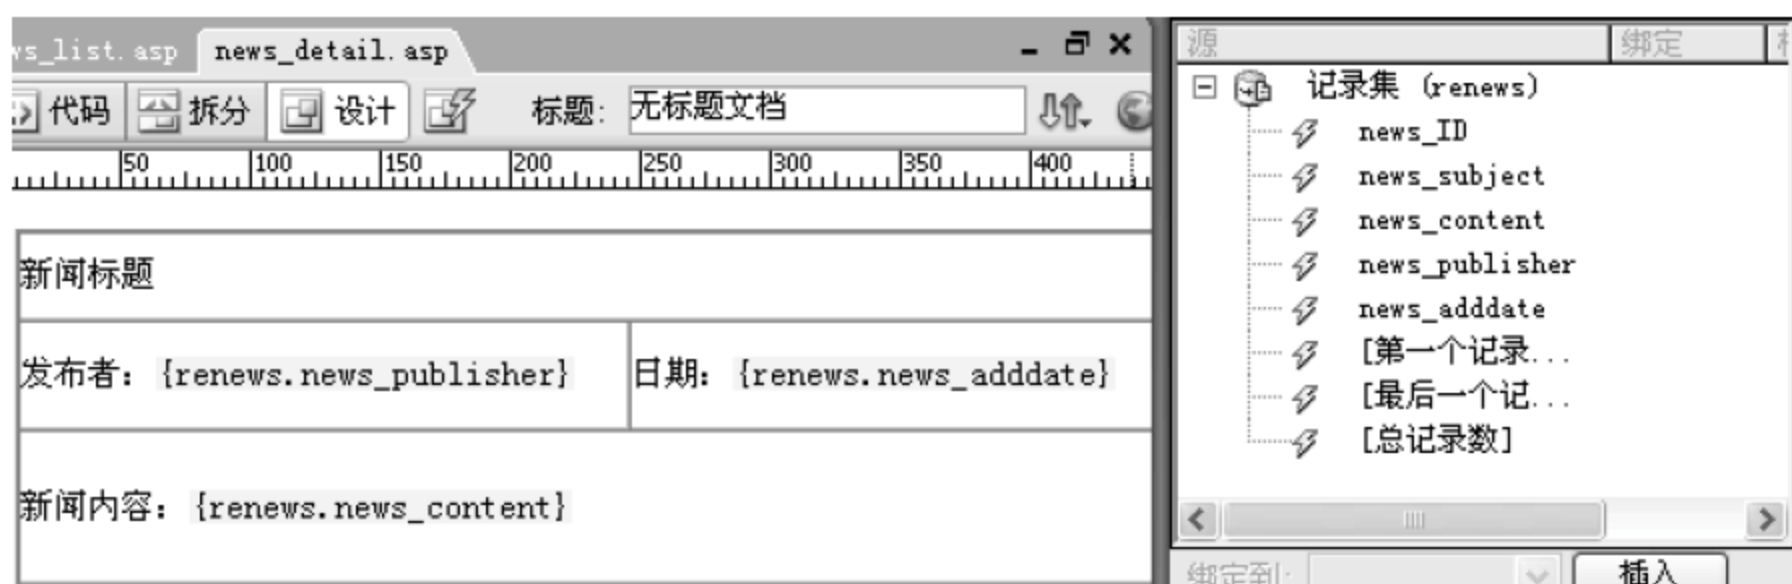 ws_list.asp news_detail.asp
代码 拆分 设计 标题: 无标题文档
50 100 150 200 250 300 350 400
新闻标题
发布者: {renews.news_publisher} 日期: {renews.news_adddate}
新闻内容: {renews.news_content}
源 绑定
记录集 (renews)
news_ID
news_subject
news_content
news_publisher
news_adddate
[第一个记录...
[最后一个记...
[总记录数]
绑定到: 插入